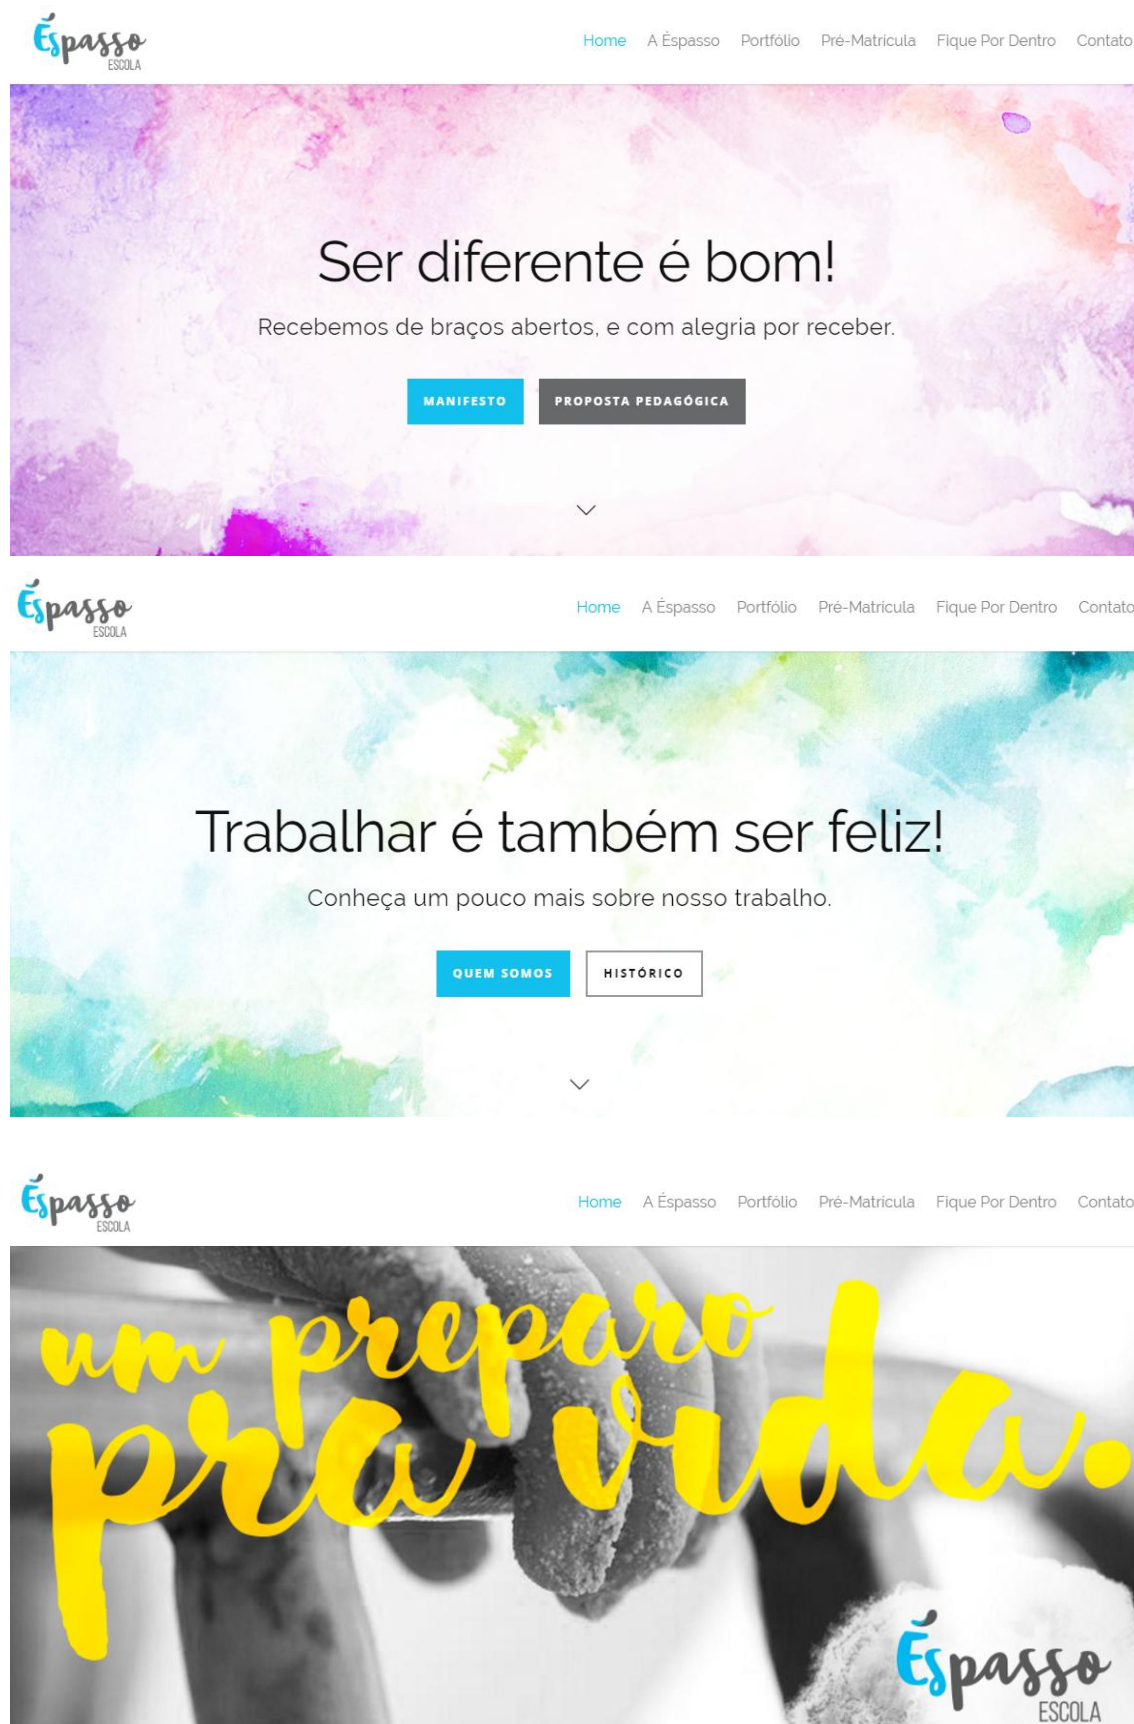 Éspasso
ESCOLA
Home A Éspasso Portfólio Pré-Matrícula Fique Por Dentro Contato
Ser diferente é bom!
Recebemos de braços abertos, e com alegria por receber.
MANIFESTO PROPOSTA PEDAGÓGICA
Éspasso
ESCOLA
Home A Éspasso Portfólio Pré-Matrícula Fique Por Dentro Contato
Trabalhar é também ser feliz!
Conheça um pouco mais sobre nosso trabalho.
QUEM SOMOS HISTÓRICO
Éspasso
ESCOLA
Home A Éspasso Portfólio Pré-Matrícula Fique Por Dentro Contato
um preparo
pra vida.
Éspasso
ESCOLA